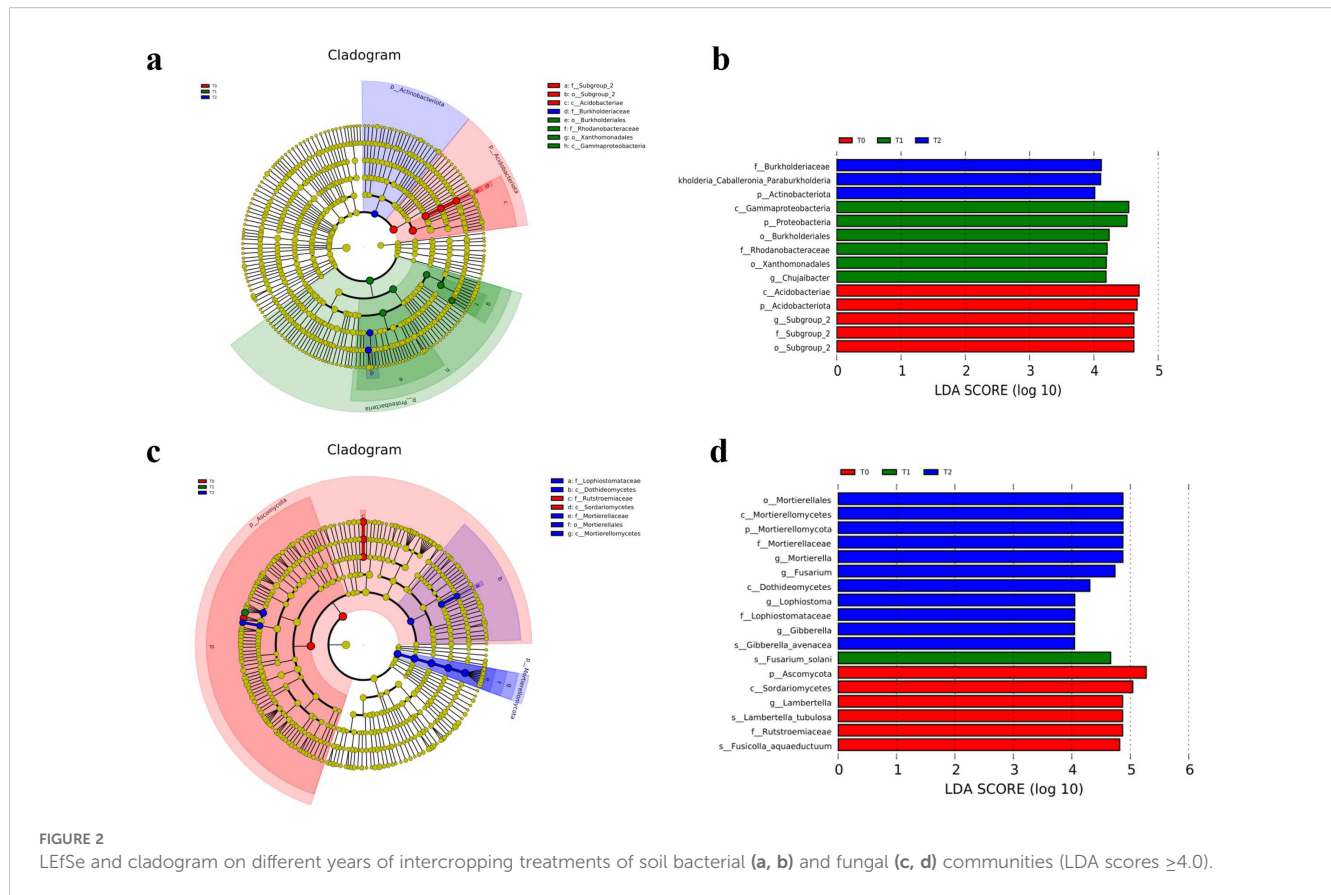 a
Cladogram
T0
T1
T2
a: f__Subgroup_2
b: o__Subgroup_2
c: c__Acidobacteriae
d: f__Burkholderiaceae
e: o__Burkholderiales
f: f__Rhodanobacteraceae
g: o__Xanthomonadales
h: c__Gammaproteobacteria
p__Actinobacteriota
p__Acidobacteriota
a
b
c
d
e
f
g
h
p__Proteobacteria
b
T0
T1
T2
f__Burkholderiaceae
kholderia_Caballeronia_Paraburkholderia
p__Actinobacteriota
c__Gammaproteobacteria
p__Proteobacteria
o__Burkholderiales
f__Rhodanobacteraceae
o__Xanthomonadales
g__Chujaibacter
c__Acidobacteriae
p__Acidobacteriota
g__Subgroup_2
f__Subgroup_2
o__Subgroup_2
0 1 2 3 4 5
LDA SCORE (log 10)
c
Cladogram
T0
T1
T2
a: f__Lophiostomataceae
b: c__Dothideomycetes
c: f__Rutstroemiaceae
d: c__Sordariomycetes
e: f__Mortierellaceae
f: o__Mortierellales
g: c__Mortierellomycetes
p__Ascomycota
a
b
c
d
e
f
g
p__Mortierellomycota
d
T0
T1
T2
o__Mortierellales
c__Mortierellomycetes
p__Mortierellomycota
f__Mortierellaceae
g__Mortierella
g__Fusarium
c__Dothideomycetes
g__Lophiostoma
f__Lophiostomataceae
g__Gibberella
s__Gibberella_avenacea
s__Fusarium_solani
p__Ascomycota
c__Sordariomycetes
g__Lambertella
s__Lambertella_tubulosa
f__Rutstroemiaceae
s__Fusicolla_aquaeductuum
0 1 2 3 4 5 6
LDA SCORE (log 10)
FIGURE 2
LEfSe and cladogram on different years of intercropping treatments of soil bacterial (a, b) and fungal (c, d) communities (LDA scores ≥4.0).